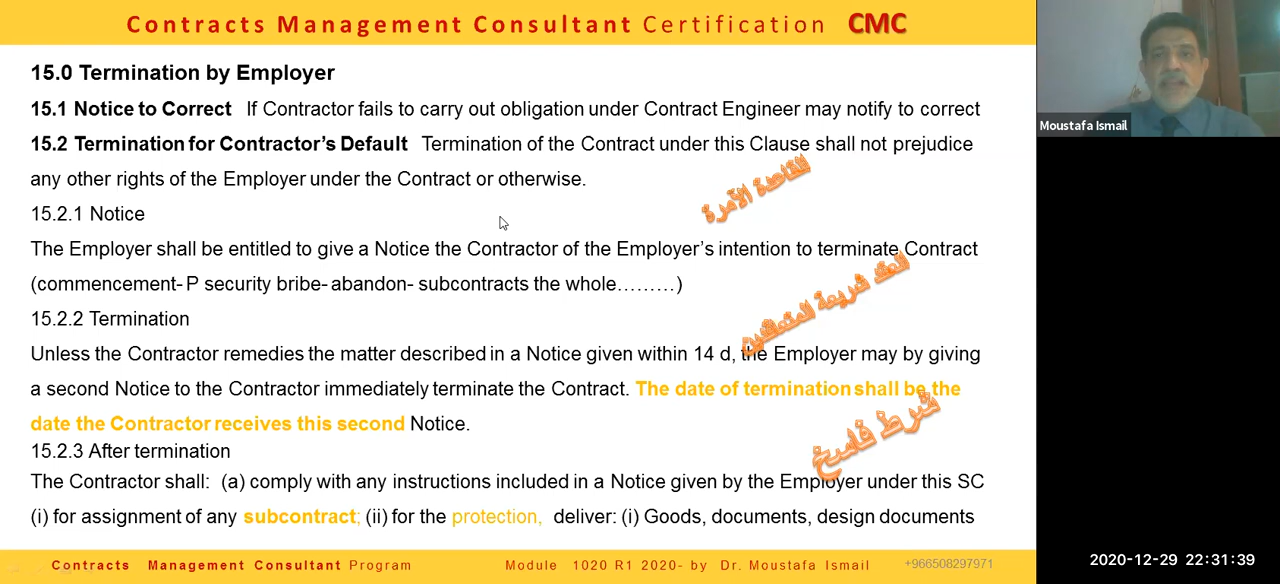 Contracts Management Consultant Certification CMC
Moustafa Ismail
15.0 Termination by Employer
15.1 Notice to Correct If Contractor fails to carry out obligation under Contract Engineer may notify to correct
15.2 Termination for Contractor's Default Termination of the Contract under this Clause shall not prejudice
any other rights of the Employer under the Contract or otherwise.
القاعدة الآمرة
15.2.1 Notice
The Employer shall be entitled to give a Notice the Contractor of the Employer's intention to terminate Contract
(commencement- P security bribe- abandon- subcontracts the whole………)
العقد شريعة المتعاقدين
15.2.2 Termination
Unless the Contractor remedies the matter described in a Notice given within 14 d, the Employer may by giving
a second Notice to the Contractor immediately terminate the Contract. The date of termination shall be the
date the Contractor receives this second Notice.
شرط فاسخ
15.2.3 After termination
The Contractor shall: (a) comply with any instructions included in a Notice given by the Employer under this SC
(i) for assignment of any subcontract; (ii) for the protection, deliver: (i) Goods, documents, design documents
Contracts Management Consultant Program
Module 1020 R1 2020- by Dr. Moustafa Ismail
+966508297971
2020-12-29 22:31:39